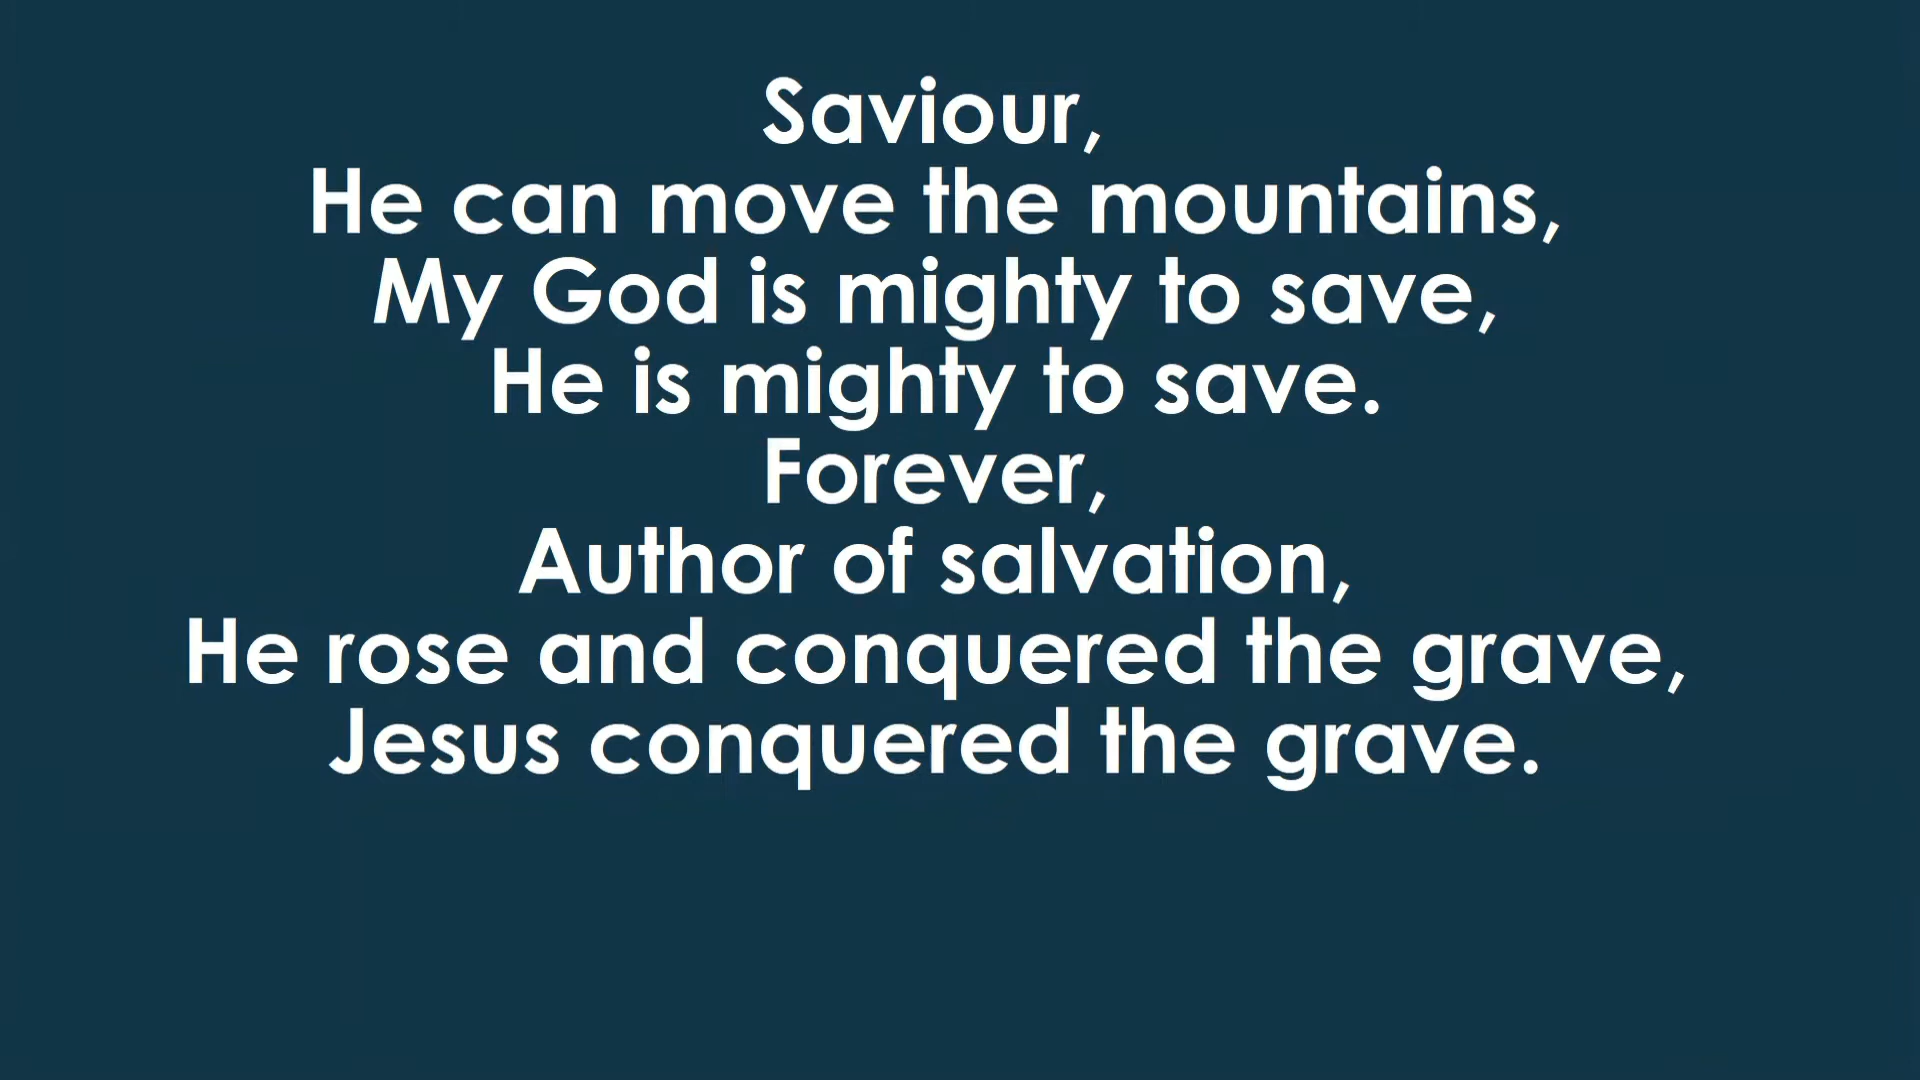 Saviour,
He can move the mountains,
My God is mighty to save,
He is mighty to save.
Forever,
Author of salvation,
He rose and conquered the grave,
Jesus conquered the grave.